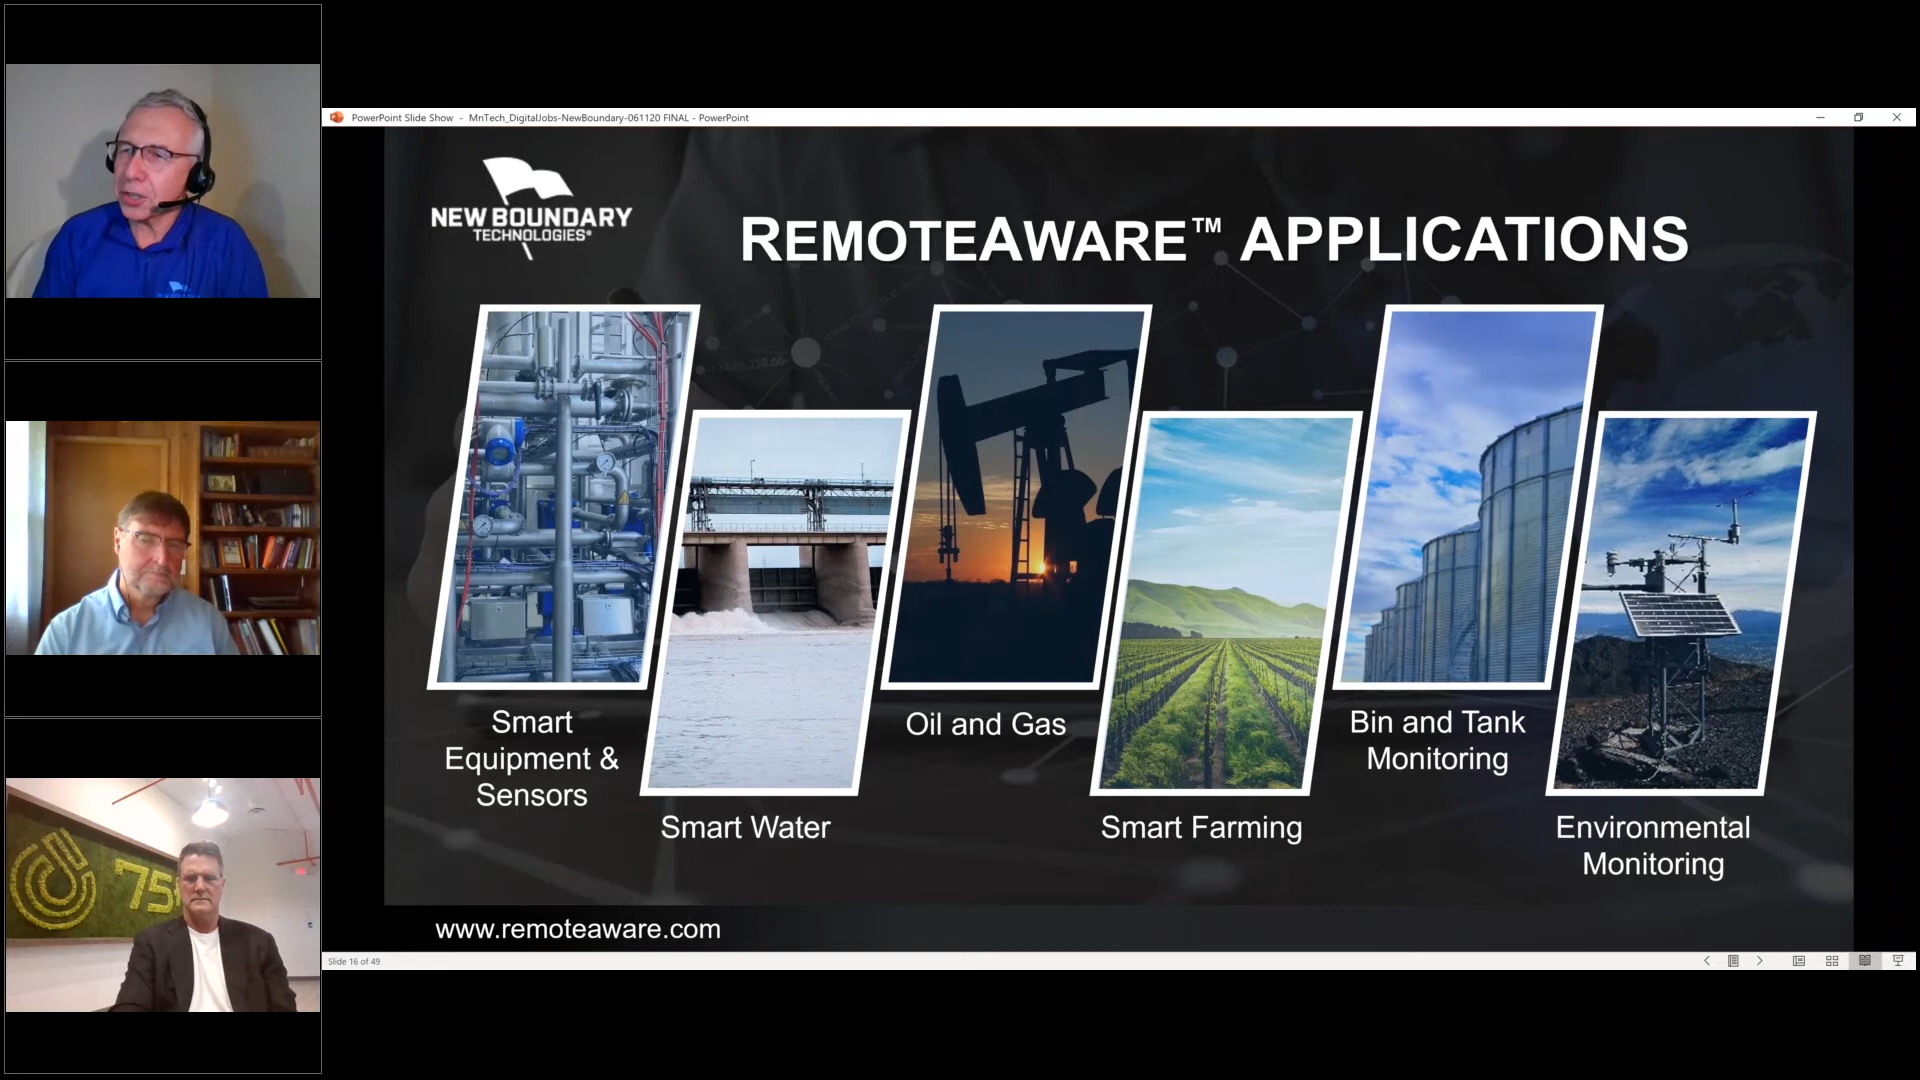 PowerPoint Slide Show - MnTech_DigitalJobs-NewBoundary-061120 FINAL - PowerPoint
NEW BOUNDARY
TECHNOLOGIES®
REMOTEAWARE™ APPLICATIONS
Smart
Equipment &
Sensors
Smart Water
Oil and Gas
Smart Farming
Bin and Tank
Monitoring
Environmental
Monitoring
www.remoteaware.com
Slide 16 of 49
75